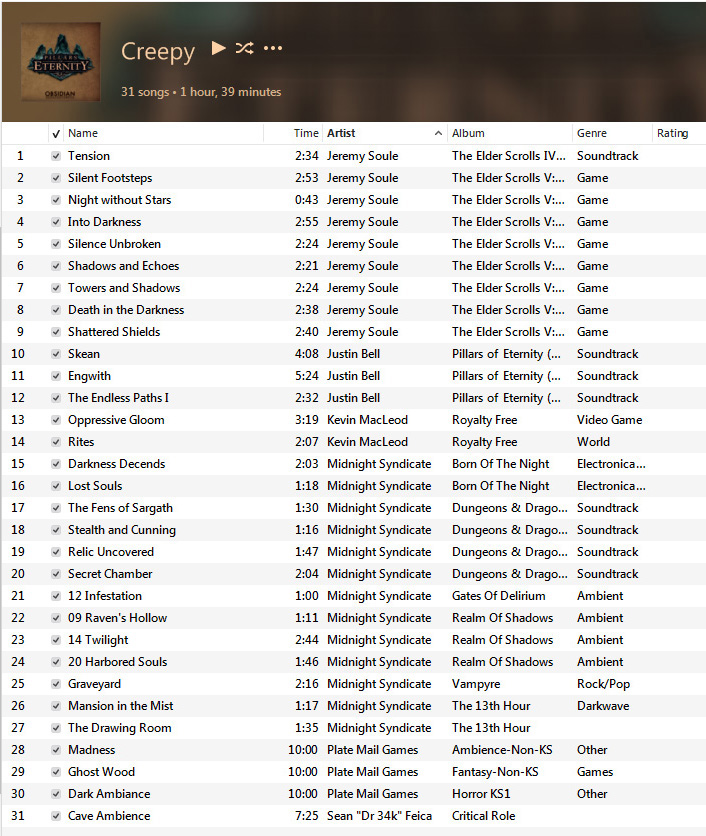 PILLARS
ETERNITY
OBSIDIAN
Creepy
31 songs • 1 hour, 39 minutes
✓ Name Time Artist Album Genre Rating
1 Tension 2:34 Jeremy Soule The Elder Scrolls IV... Soundtrack
2 Silent Footsteps 2:53 Jeremy Soule The Elder Scrolls V:... Game
3 Night without Stars 0:43 Jeremy Soule The Elder Scrolls V:... Game
4 Into Darkness 2:55 Jeremy Soule The Elder Scrolls V:... Game
5 Silence Unbroken 2:24 Jeremy Soule The Elder Scrolls V:... Game
6 Shadows and Echoes 2:21 Jeremy Soule The Elder Scrolls V:... Game
7 Towers and Shadows 2:24 Jeremy Soule The Elder Scrolls V:... Game
8 Death in the Darkness 2:38 Jeremy Soule The Elder Scrolls V:... Game
9 Shattered Shields 2:40 Jeremy Soule The Elder Scrolls V:... Game
10 Skean 4:08 Justin Bell Pillars of Eternity (... Soundtrack
11 Engwith 5:24 Justin Bell Pillars of Eternity (... Soundtrack
12 The Endless Paths I 2:32 Justin Bell Pillars of Eternity (... Soundtrack
13 Oppressive Gloom 3:19 Kevin MacLeod Royalty Free Video Game
14 Rites 2:07 Kevin MacLeod Royalty Free World
15 Darkness Decends 2:03 Midnight Syndicate Born Of The Night Electronica...
16 Lost Souls 1:18 Midnight Syndicate Born Of The Night Electronica...
17 The Fens of Sargath 1:30 Midnight Syndicate Dungeons & Drago... Soundtrack
18 Stealth and Cunning 1:16 Midnight Syndicate Dungeons & Drago... Soundtrack
19 Relic Uncovered 1:47 Midnight Syndicate Dungeons & Drago... Soundtrack
20 Secret Chamber 2:04 Midnight Syndicate Dungeons & Drago... Soundtrack
21 12 Infestation 1:00 Midnight Syndicate Gates Of Delirium Ambient
22 09 Raven's Hollow 1:11 Midnight Syndicate Realm Of Shadows Ambient
23 14 Twilight 2:44 Midnight Syndicate Realm Of Shadows Ambient
24 20 Harbored Souls 1:46 Midnight Syndicate Realm Of Shadows Ambient
25 Graveyard 2:16 Midnight Syndicate Vampyre Rock/Pop
26 Mansion in the Mist 1:17 Midnight Syndicate The 13th Hour Darkwave
27 The Drawing Room 1:35 Midnight Syndicate The 13th Hour
28 Madness 10:00 Plate Mail Games Ambience-Non-KS Other
29 Ghost Wood 10:00 Plate Mail Games Fantasy-Non-KS Games
30 Dark Ambiance 10:00 Plate Mail Games Horror KS1 Other
31 Cave Ambience 7:25 Sean "Dr 34k" Feica Critical Role